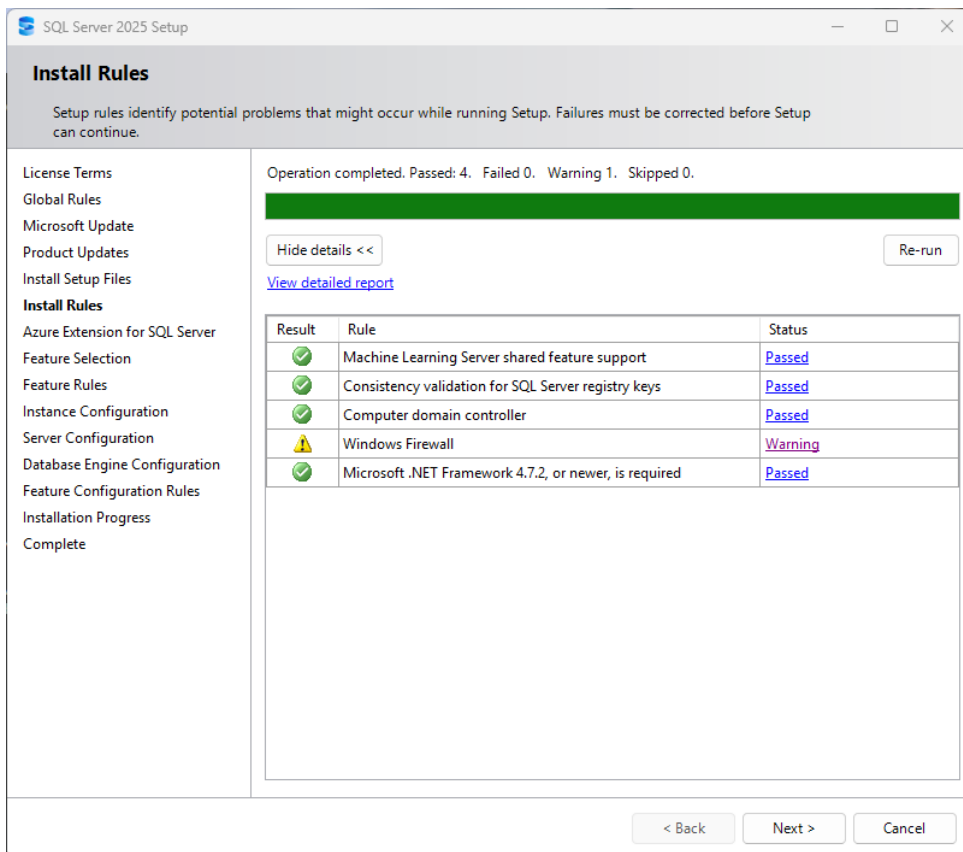 SQL Server 2025 Setup
Install Rules
Setup rules identify potential problems that might occur while running Setup. Failures must be corrected before Setup
can continue.
License Terms
Global Rules
Microsoft Update
Product Updates
Install Setup Files
Install Rules
Azure Extension for SQL Server
Feature Selection
Feature Rules
Instance Configuration
Server Configuration
Database Engine Configuration
Feature Configuration Rules
Installation Progress
Complete
Operation completed. Passed: 4.   Failed 0.   Warning 1.   Skipped 0.
Hide details <<
Re-run
View detailed report
Result Rule Status
Machine Learning Server shared feature support Passed
Consistency validation for SQL Server registry keys Passed
Computer domain controller Passed
Windows Firewall Warning
Microsoft .NET Framework 4.7.2, or newer, is required Passed
< Back Next > Cancel